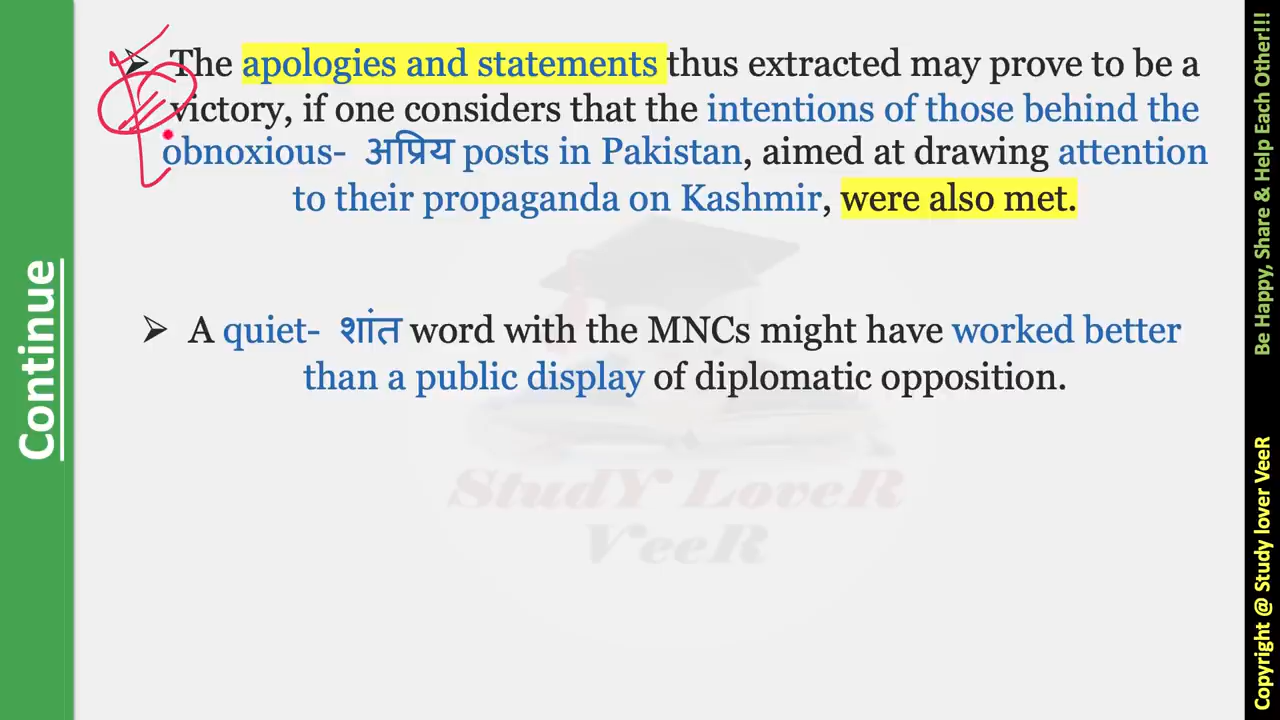 The apologies and statements thus extracted may prove to be a
victory, if one considers that the intentions of those behind the
obnoxious- अप्रिय posts in Pakistan, aimed at drawing attention
to their propaganda on Kashmir, were also met.
A quiet- शांत word with the MNCs might have worked better
than a public display of diplomatic opposition.
Continue
StudY LoveR
VeeR
Be Happy, Share & Help Each Other!!!
Copyright @ Study lover VeeR